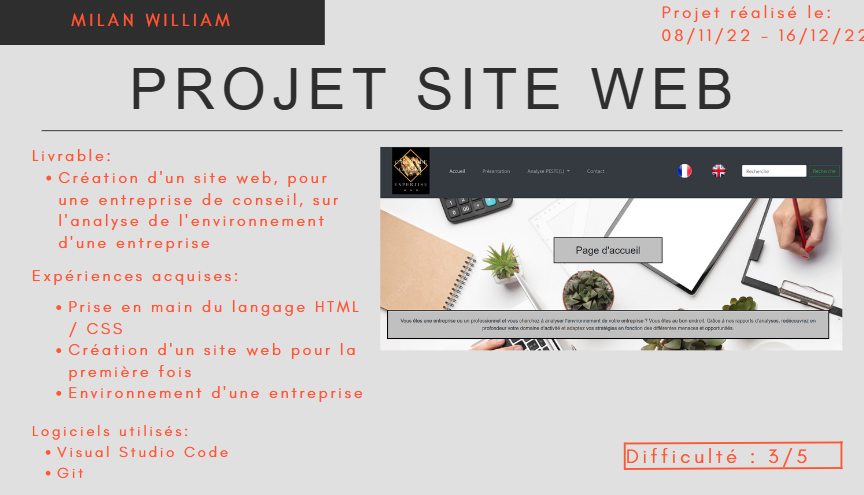 MILAN WILLIAM
Projet réalisé le:
08/11/22 - 16/12/22
PROJET SITE WEB
Livrable:
• Création d'un site web, pour
une entreprise de conseil, sur
l'analyse de l'environnement
d'une entreprise
Expériences acquises:
• Prise en main du langage HTML
/ CSS
• Création d'un site web pour la
première fois
• Environnement d'une entreprise
Logiciels utilisés:
• Visual Studio Code
• Git
EXPERTISE
Accueil Présentation Analyse PESTE(L) Contact Recherche Recherche
Page d'accueil
Vous êtes une entreprise ou un professionnel et vous cherchez à analyser l'environnement de votre entreprise ? Vous êtes au bon endroit. Grâce à nos rapports d'analyses, redécouvrez en
profondeur votre domaine d'activité et adaptez vos stratégies en fonction des différentes menaces et opportunités.
Difficulté : 3/5